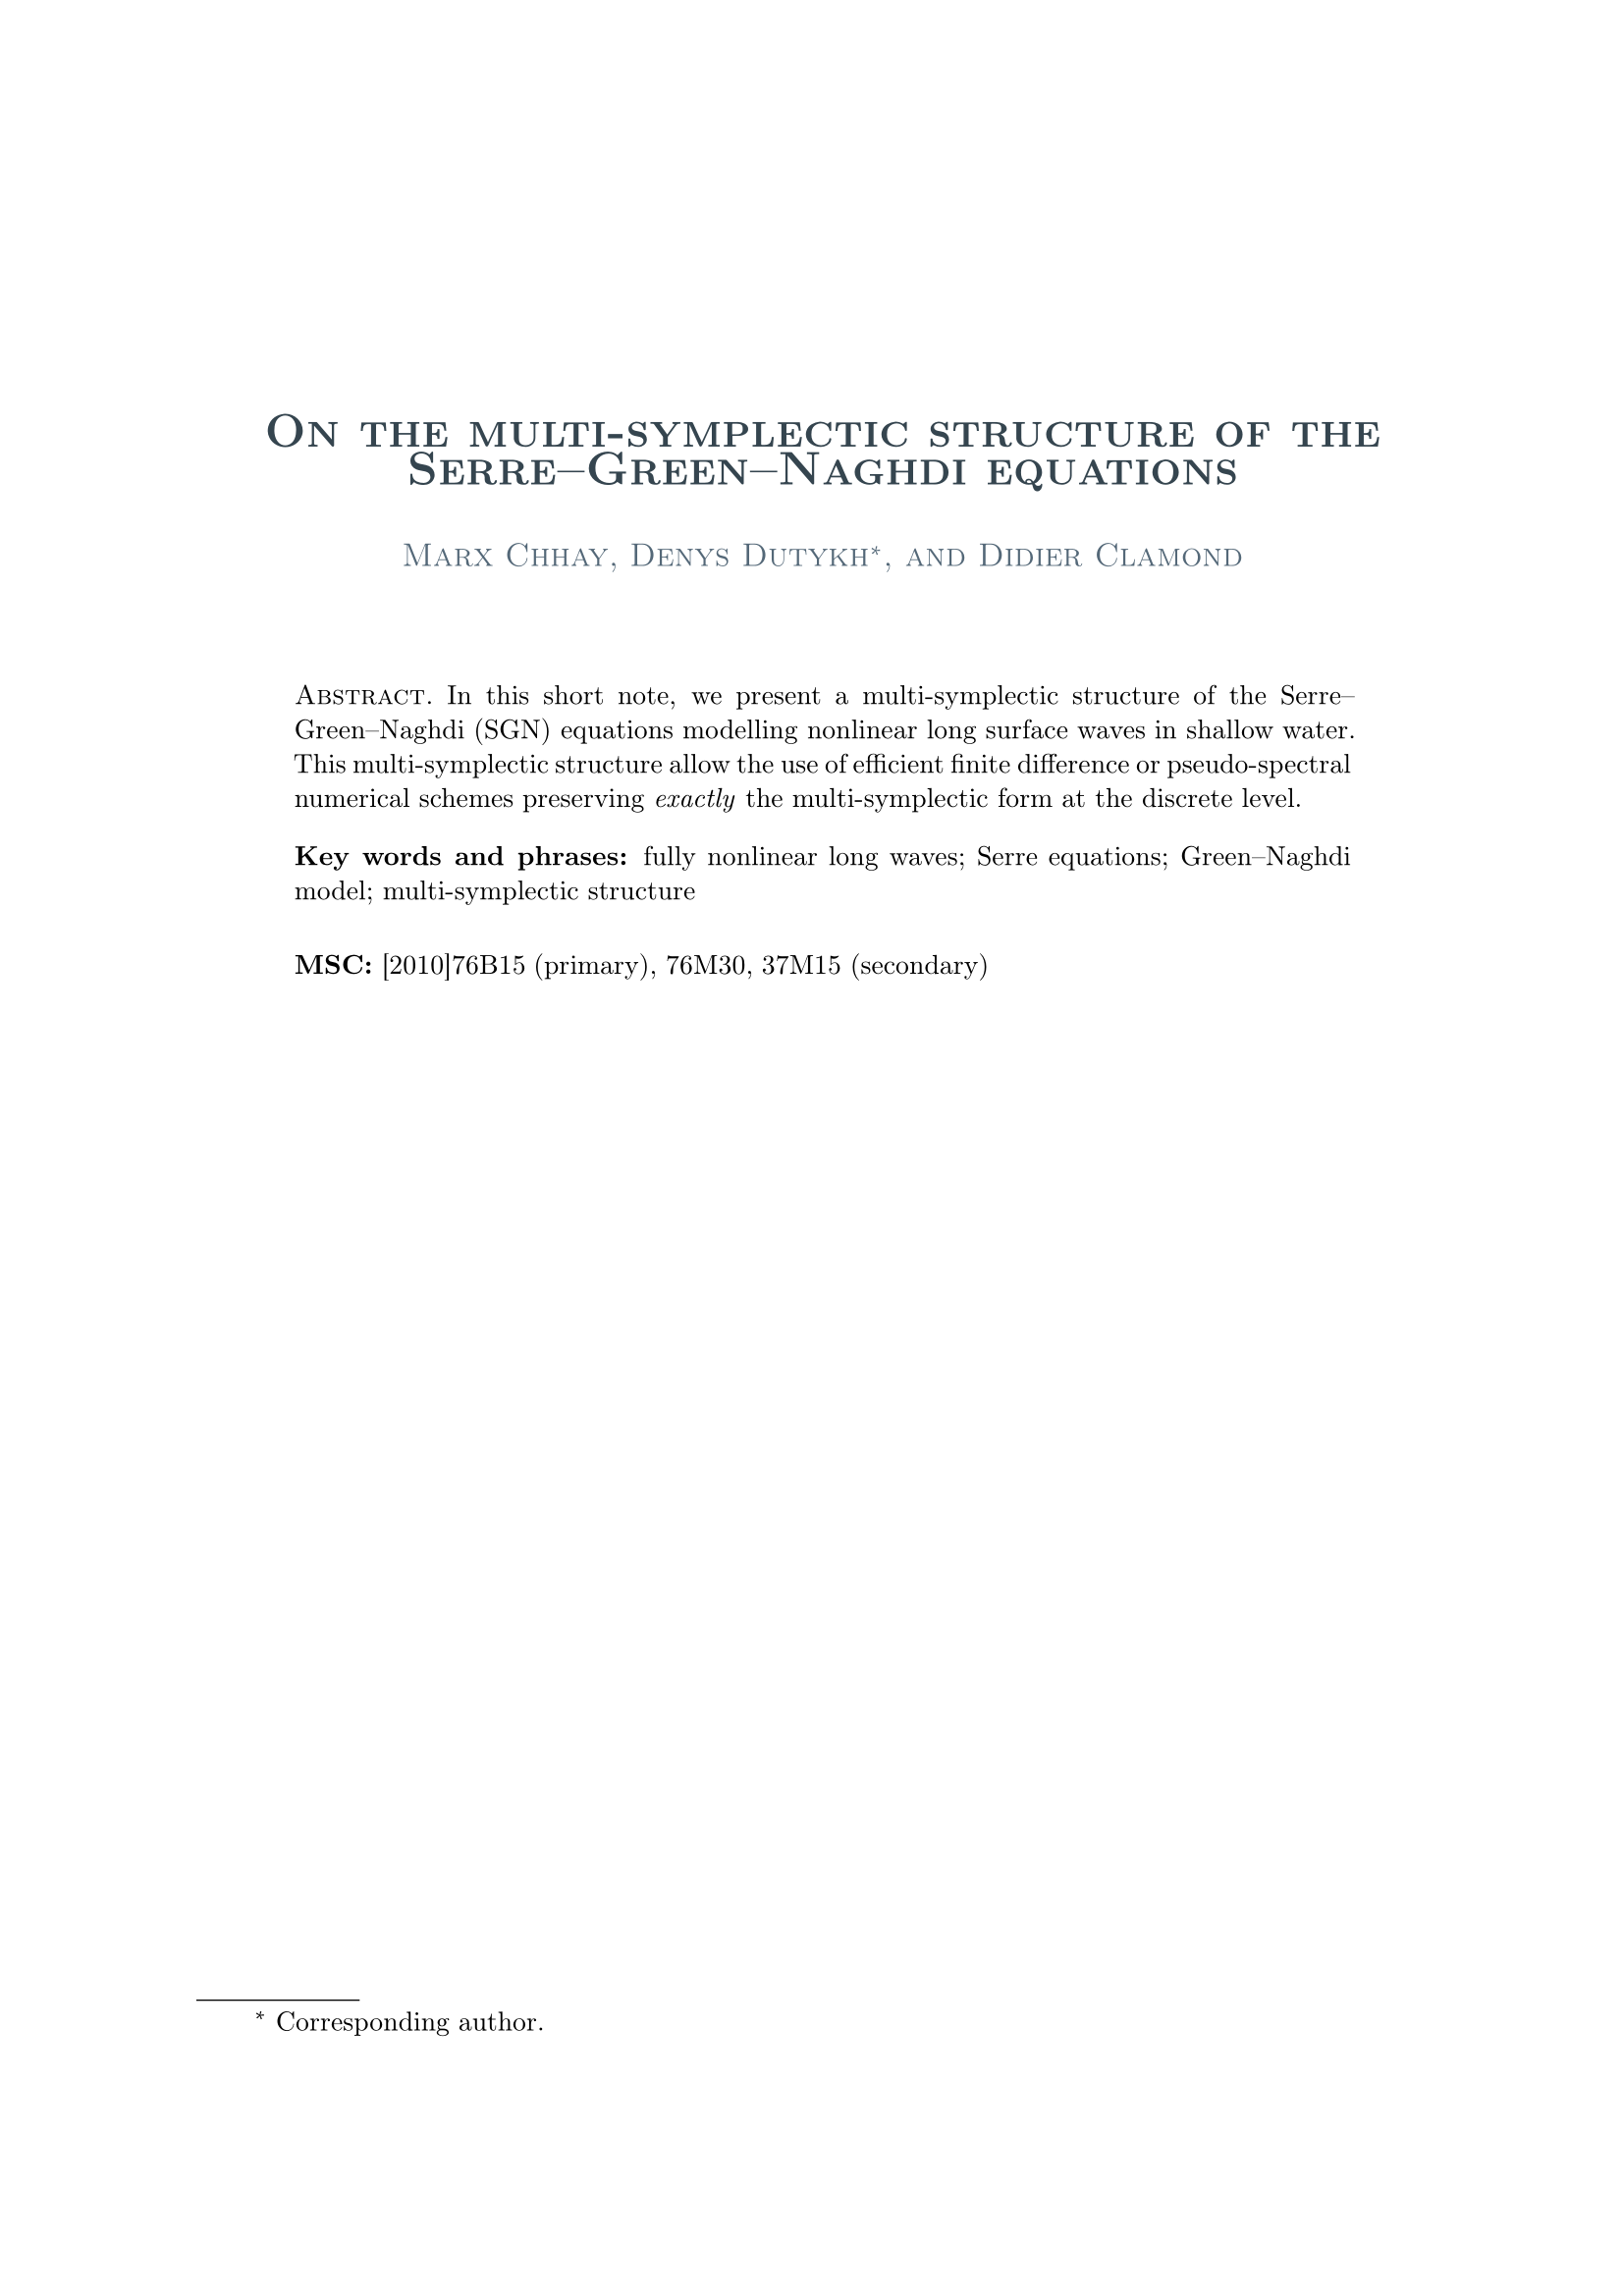 On the multi-symplectic structure of the
Serre–Green–Naghdi equations
Marx Chhay, Denys Dutykh*, and Didier Clamond
Abstract. In this short note, we present a multi-symplectic structure of the Serre–
Green–Naghdi (SGN) equations modelling nonlinear long surface waves in shallow water.
This multi-symplectic structure allow the use of efficient finite difference or pseudo-spectral
numerical schemes preserving exactly the multi-symplectic form at the discrete level.
Key words and phrases: fully nonlinear long waves; Serre equations; Green–Naghdi
model; multi-symplectic structure
MSC: [2010]76B15 (primary), 76M30, 37M15 (secondary)
* Corresponding author.